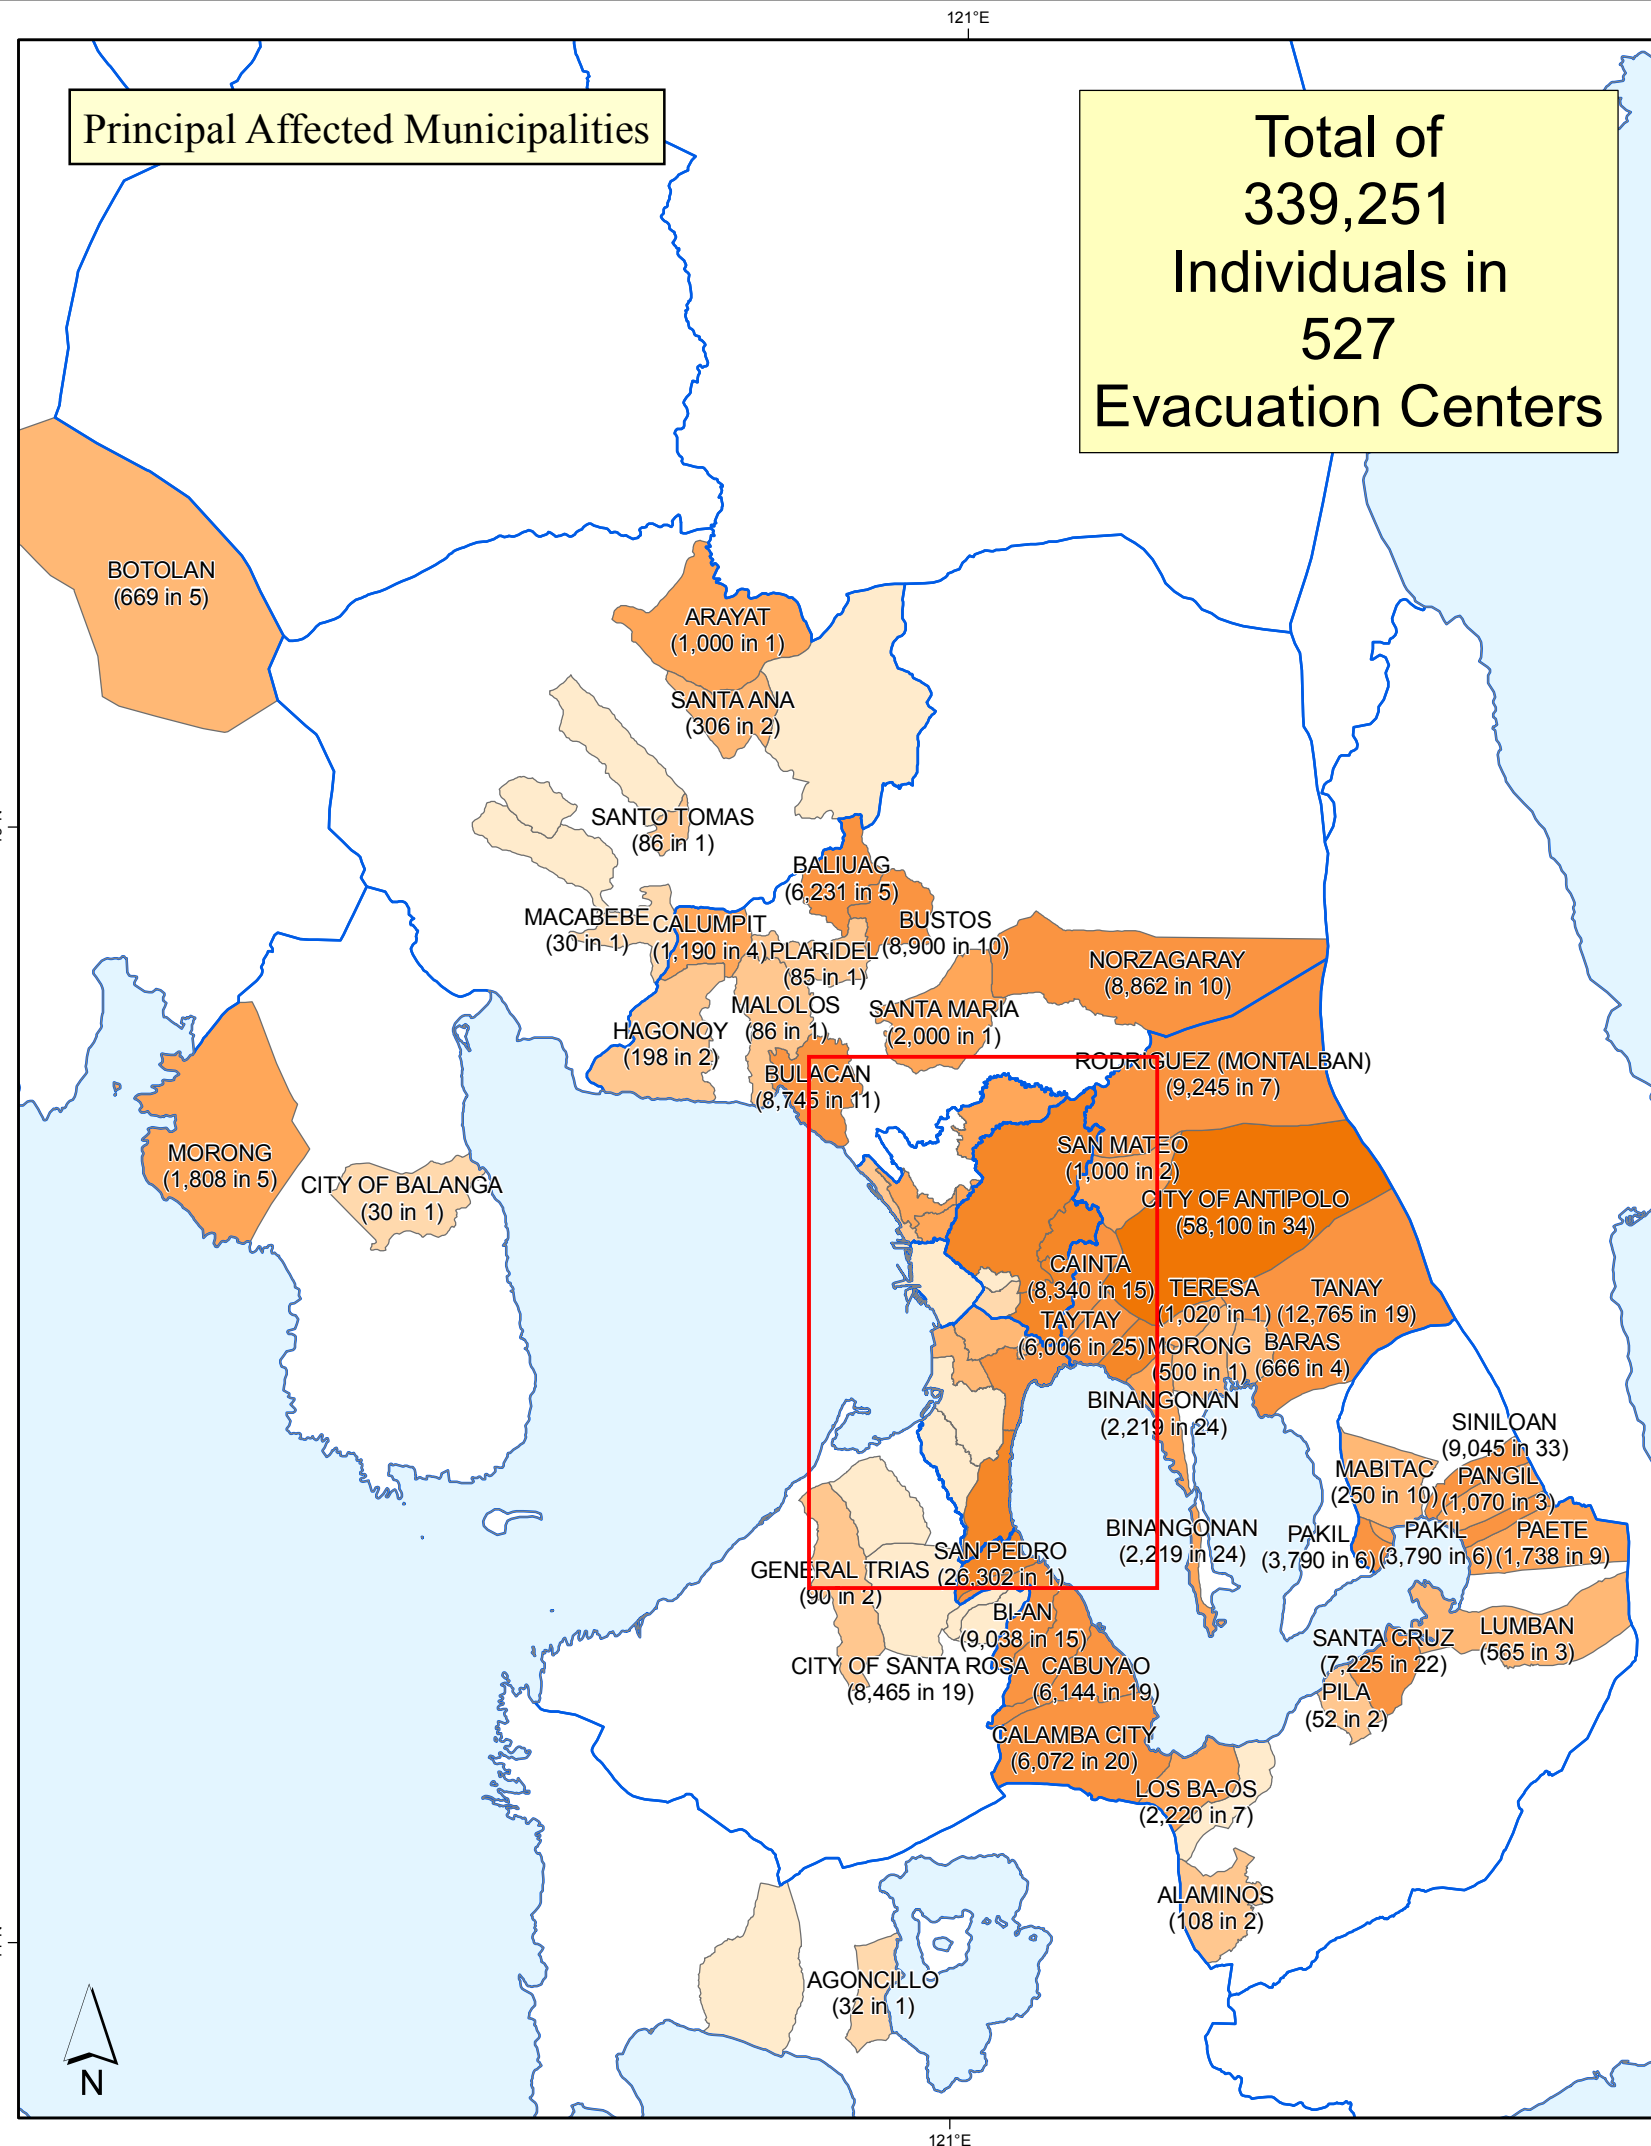 121°E
Principal Affected Municipalities
Total of
339,251
Individuals in
527
Evacuation Centers
BOTOLAN
(669 in 5)
ARAYAT
(1,000 in 1)
SANTA ANA
(306 in 2)
SANTO TOMAS
(86 in 1)
BALIUAG
(6,231 in 5)
BUSTOS
(8,900 in 10)
MACABEBE
(30 in 1)
CALUMPIT
(1,190 in 4)
PLARIDEL
(85 in 1)
NORZAGARAY
(8,862 in 10)
MALOLOS
(86 in 1)
SANTA MARIA
(2,000 in 1)
HAGONOY
(198 in 2)
BULACAN
(8,745 in 11)
RODRIGUEZ (MONTALBAN)
(9,245 in 7)
MORONG
(1,808 in 5)
CITY OF BALANGA
(30 in 1)
SAN MATEO
(1,000 in 2)
CITY OF ANTIPOLO
(58,100 in 34)
CAINTA
(8,340 in 15)
TERESA
(1,020 in 1)
TANAY
(12,765 in 19)
TAYTAY
(6,006 in 25)
MORONG
(500 in 1)
BARAS
(666 in 4)
BINANGONAN
(2,219 in 24)
SINILOAN
(9,045 in 33)
MABITAC
(250 in 10)
PANGIL
(1,070 in 3)
BINANGONAN
(2,219 in 24)
PAKIL
(3,790 in 6)
PAKIL
(3,790 in 6)
PAETE
(1,738 in 9)
SAN PEDRO
(26,302 in 1)
GENERAL TRIAS
(90 in 2)
BI-AN
(9,038 in 15)
LUMBAN
(565 in 3)
SANTA CRUZ
(7,225 in 22)
CITY OF SANTA ROSA
(8,465 in 19)
CABUYAO
(6,144 in 19)
PILA
(52 in 2)
CALAMBA CITY
(6,072 in 20)
LOS BA-OS
(2,220 in 7)
ALAMINOS
(108 in 2)
AGONCILLO
(32 in 1)
N
121°E